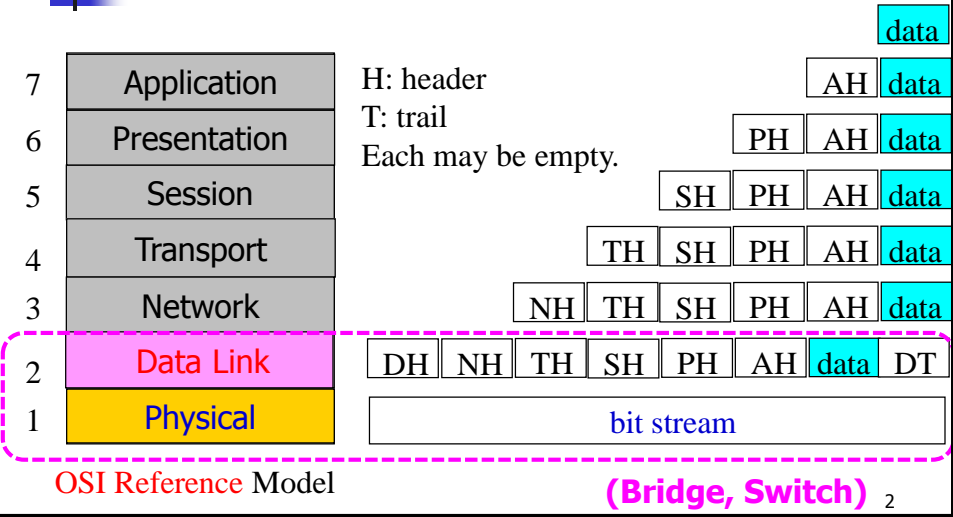 data
7 Application H: header AH data
T: trail
6 Presentation PH AH data
Each may be empty.
5 Session SH PH AH data
4 Transport TH SH PH AH data
3 Network NH TH SH PH AH data
2 Data Link DH NH TH SH PH AH data DT
1 Physical bit stream
OSI Reference Model (Bridge, Switch) 2